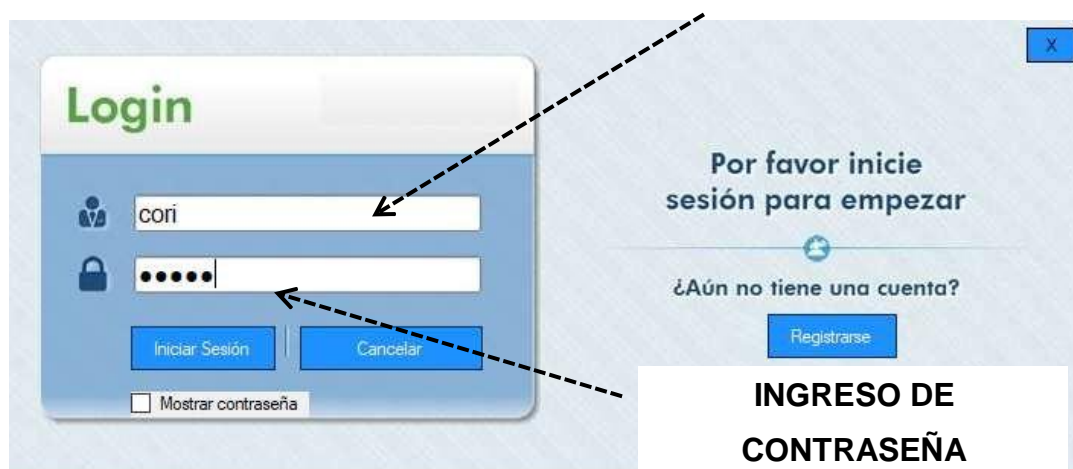 X
Login
cori
●●●●●
Iniciar Sesión
Cancelar
Mostrar contraseña
Por favor inicie
sesión para empezar
¿Aún no tiene una cuenta?
Registrarse
INGRESO DE
CONTRASEÑA